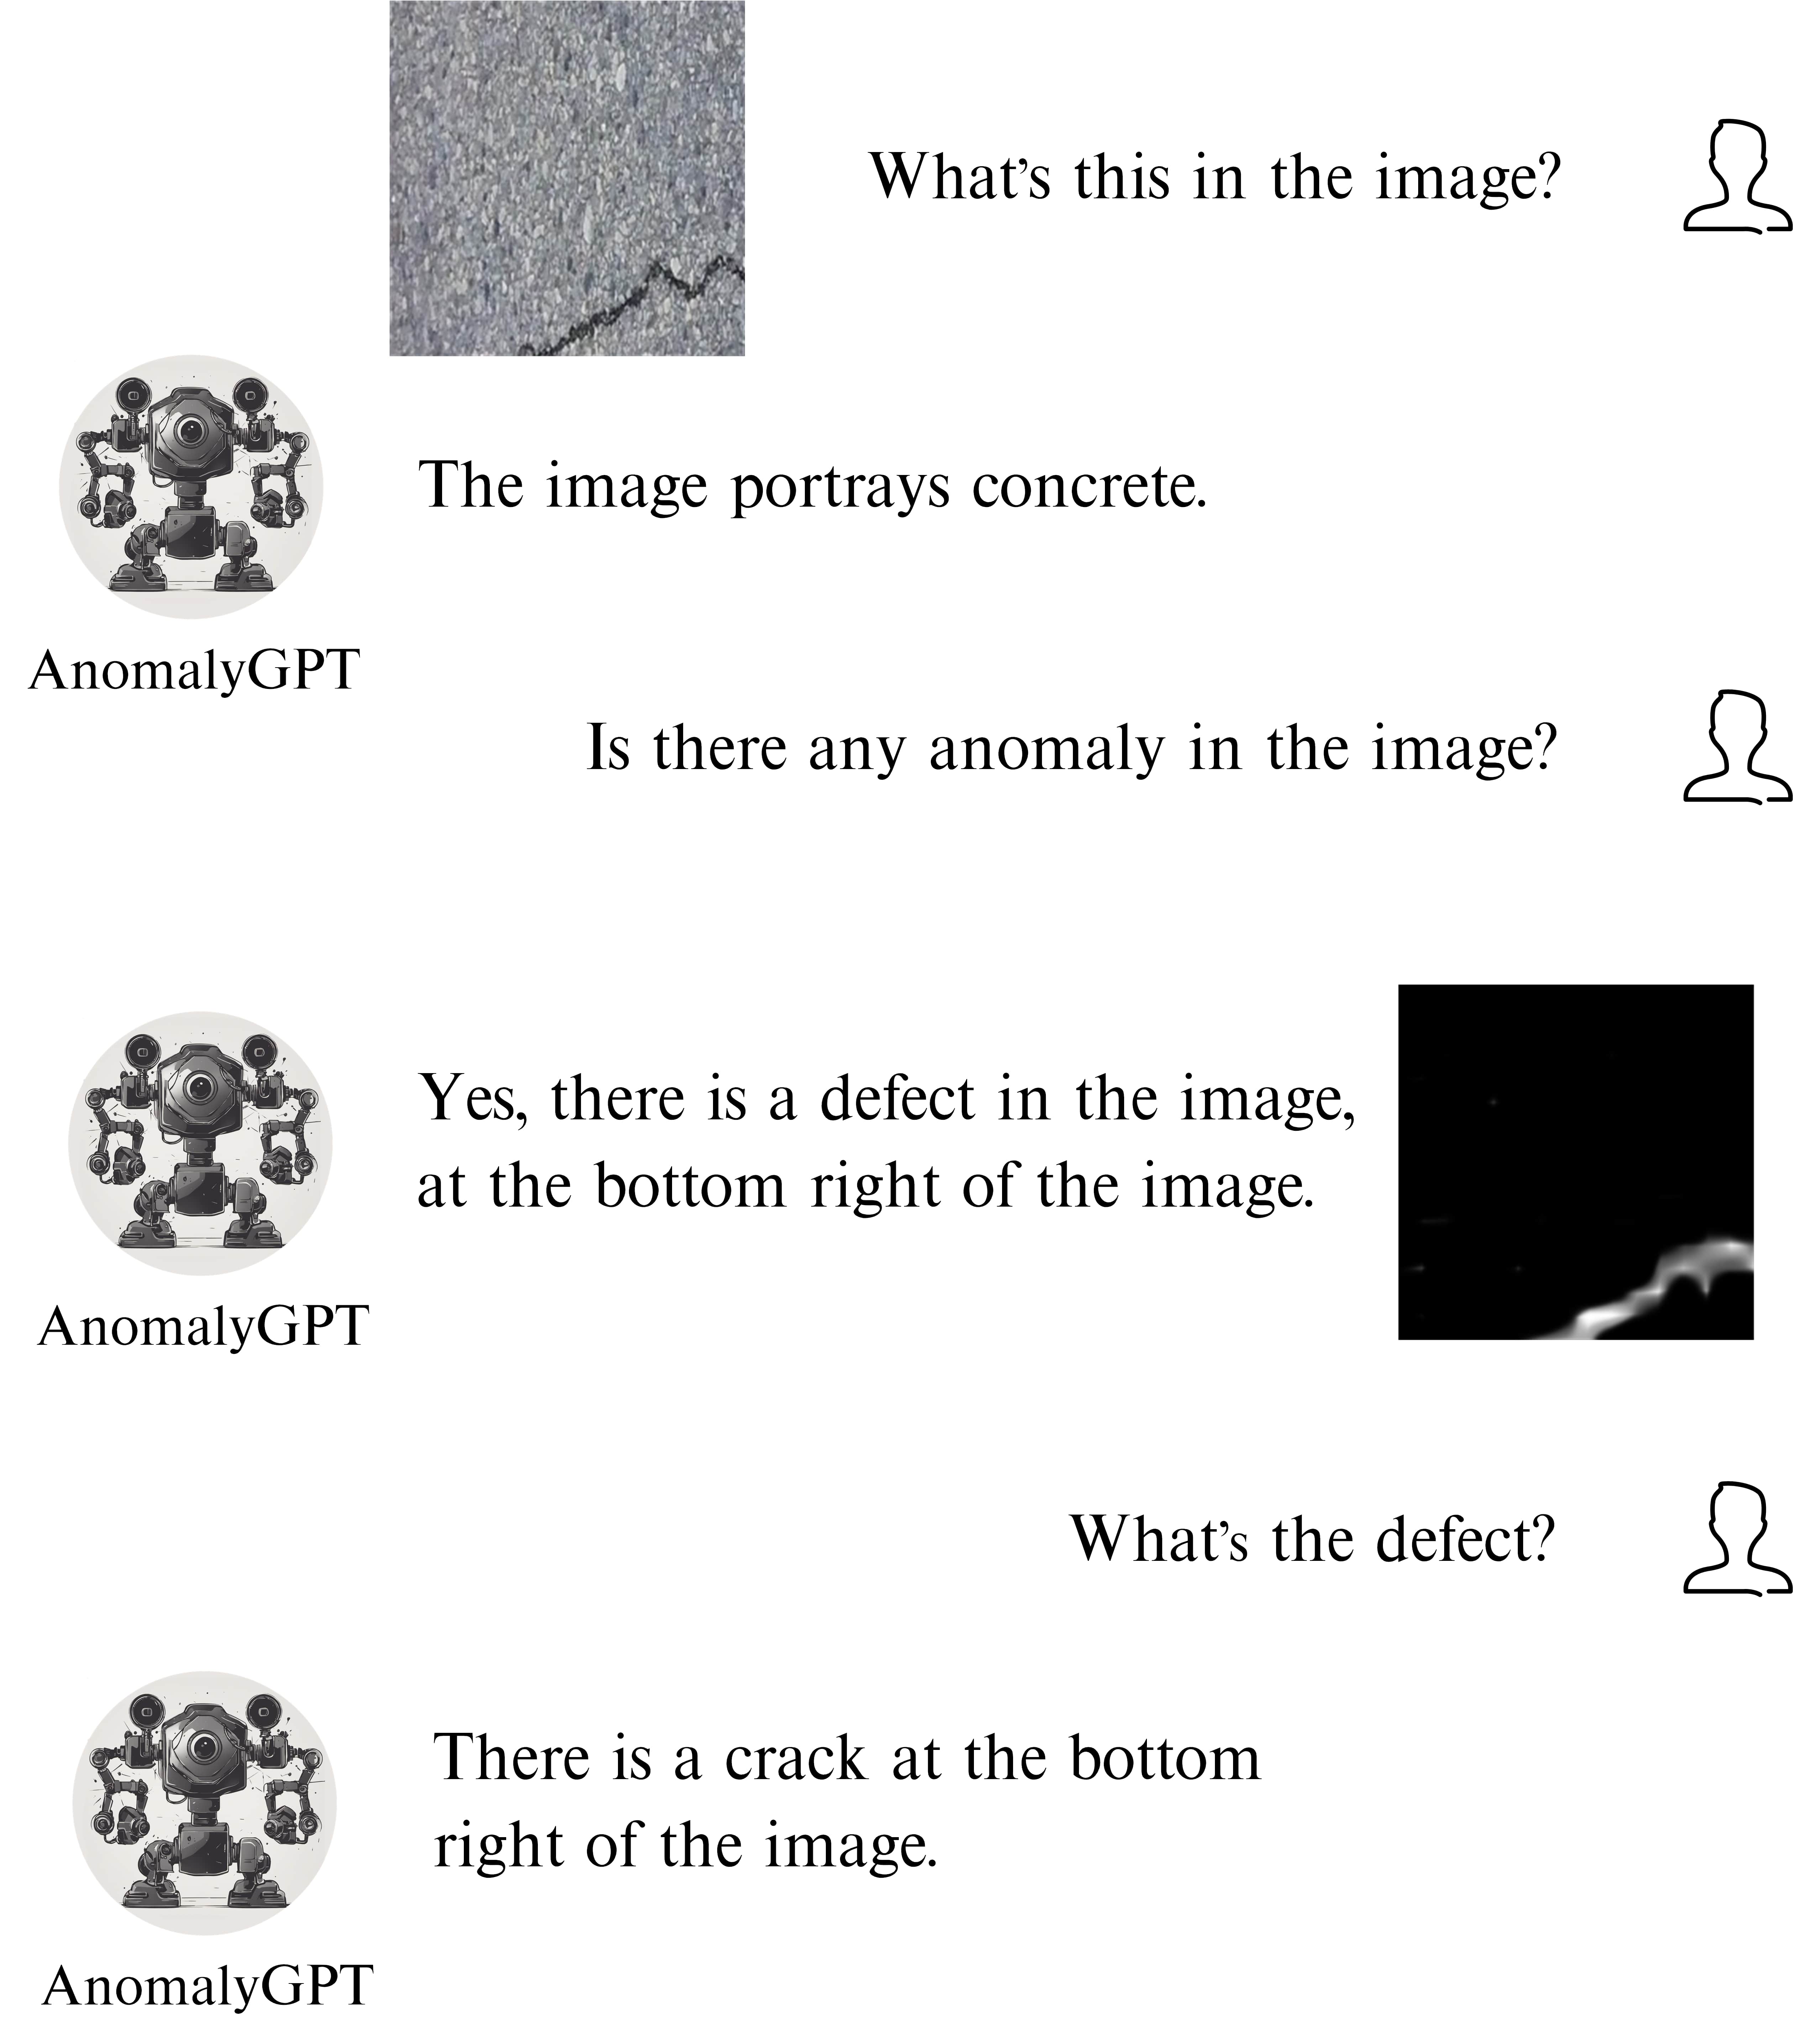 What's this in the image?
The image portrays concrete.
AnomalyGPT
Is there any anomaly in the image?
Yes, there is a defect in the image,
at the bottom right of the image.
AnomalyGPT
What's the defect?
There is a crack at the bottom
right of the image.
AnomalyGPT